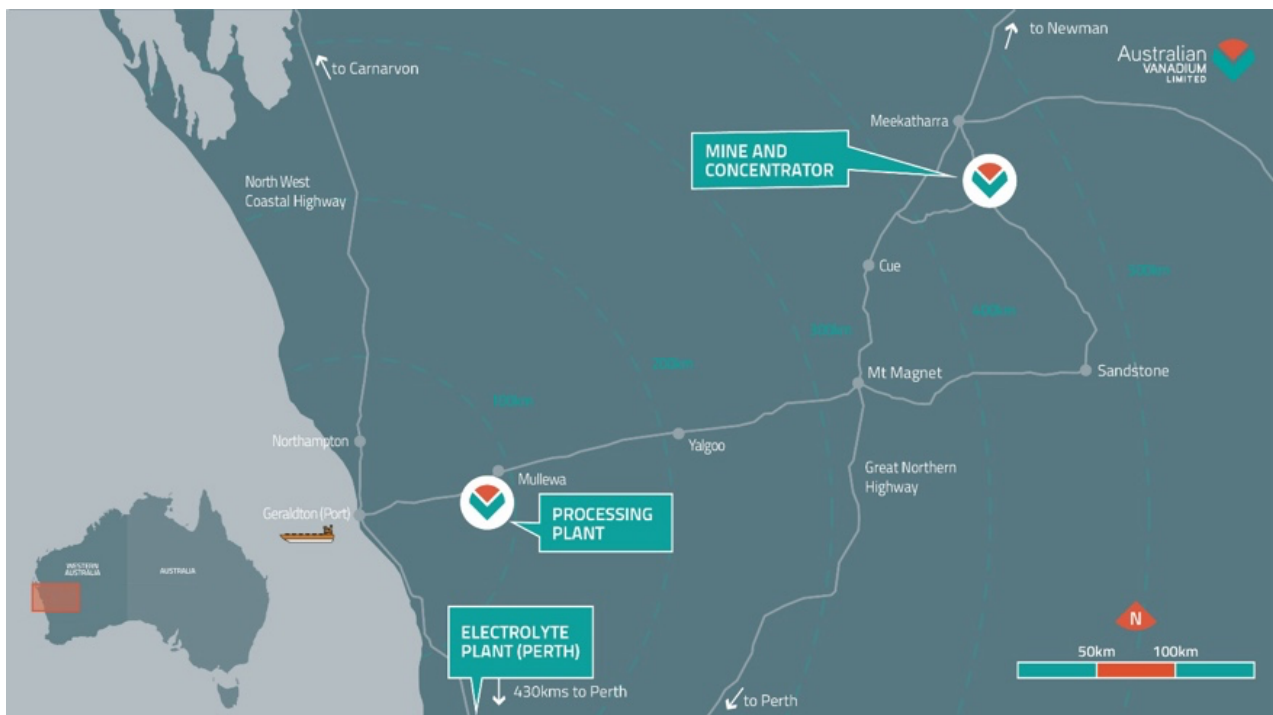 to Newman
Australian
VANADIUM
LIMITED
to Carnarvon
Meekatharra
MINE AND
CONCENTRATOR
North West
Coastal Highway
Cue
Mt Magnet
Sandstone
Northampton
Yalgoo
Mullewa
Great Northern
Highway
Geraldton (Port)
PROCESSING
PLANT
WESTERN
AUSTRALIA
AUSTRALIA
N
ELECTROLYTE
PLANT (PERTH)
50km
100km
430kms to Perth
to Perth